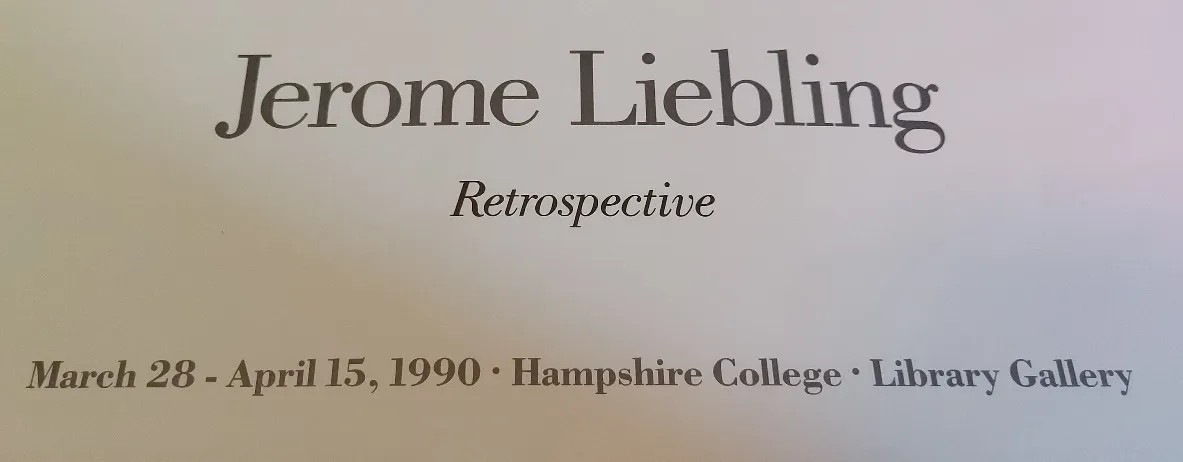 Jerome Liebling
Retrospective
March 28 - April 15, 1990 · Hampshire College · Library Gallery